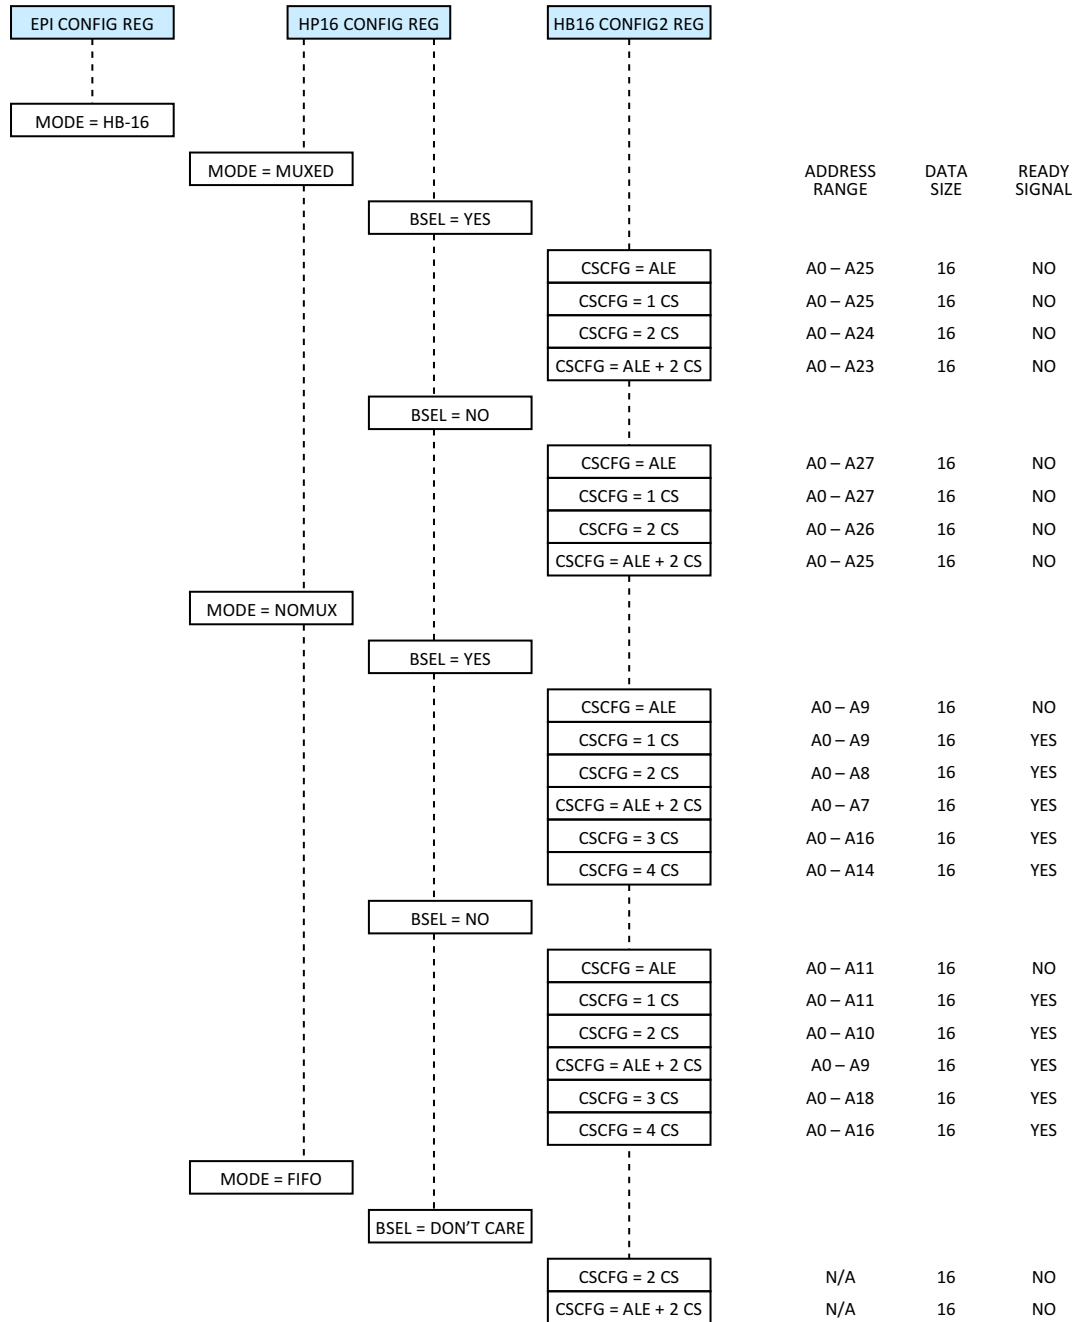 EPI CONFIG REG HP16 CONFIG REG HB16 CONFIG2 REG
MODE = HB-16
MODE = MUXED
ADDRESS RANGE DATA SIZE READY SIGNAL
BSEL = YES
CSCFG = ALE A0 – A25 16 NO
CSCFG = 1 CS A0 – A25 16 NO
CSCFG = 2 CS A0 – A24 16 NO
CSCFG = ALE + 2 CS A0 – A23 16 NO
BSEL = NO
CSCFG = ALE A0 – A27 16 NO
CSCFG = 1 CS A0 – A27 16 NO
CSCFG = 2 CS A0 – A26 16 NO
CSCFG = ALE + 2 CS A0 – A25 16 NO
MODE = NOMUX
BSEL = YES
CSCFG = ALE A0 – A9 16 NO
CSCFG = 1 CS A0 – A9 16 YES
CSCFG = 2 CS A0 – A8 16 YES
CSCFG = ALE + 2 CS A0 – A7 16 YES
CSCFG = 3 CS A0 – A16 16 YES
CSCFG = 4 CS A0 – A14 16 YES
BSEL = NO
CSCFG = ALE A0 – A11 16 NO
CSCFG = 1 CS A0 – A11 16 YES
CSCFG = 2 CS A0 – A10 16 YES
CSCFG = ALE + 2 CS A0 – A9 16 YES
CSCFG = 3 CS A0 – A18 16 YES
CSCFG = 4 CS A0 – A16 16 YES
MODE = FIFO
BSEL = DON’T CARE
CSCFG = 2 CS N/A 16 NO
CSCFG = ALE + 2 CS N/A 16 NO